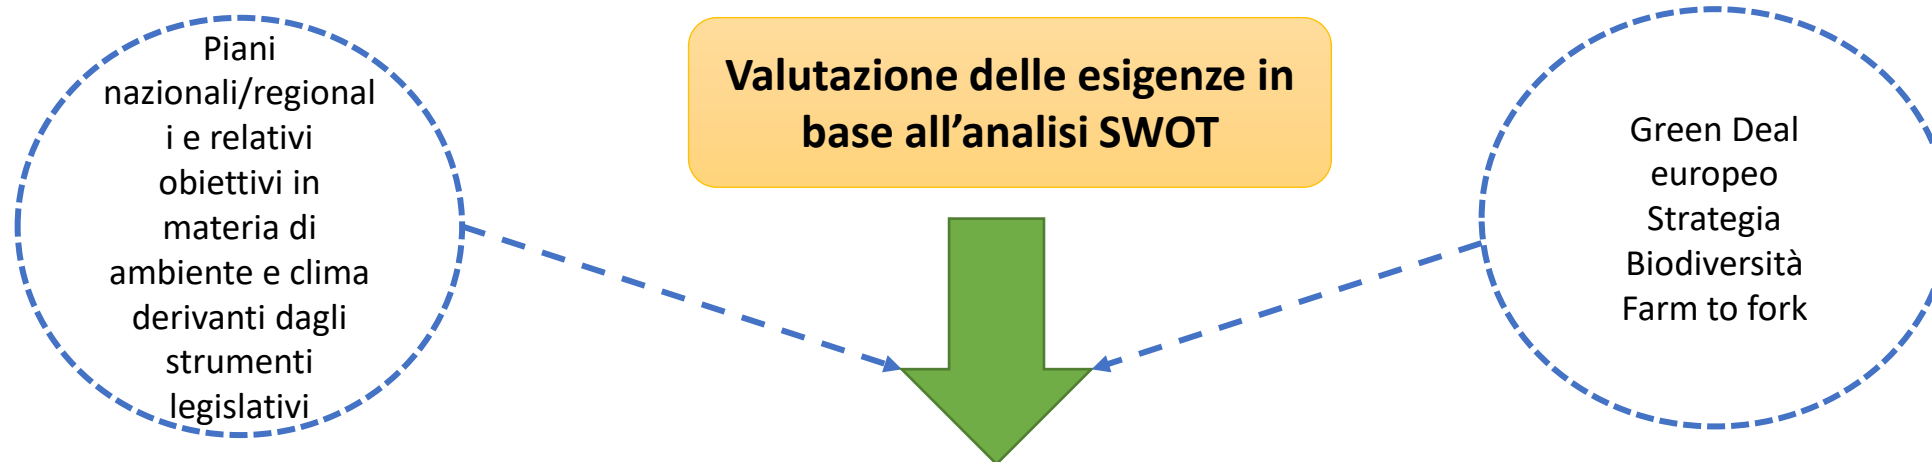 Piani
nazionali/regional
i e relativi
obiettivi in
materia di
ambiente e clima
derivanti dagli
strumenti
legislativi
Valutazione delle esigenze in
base all’analisi SWOT
Green Deal
europeo
Strategia
Biodiversità
Farm to fork